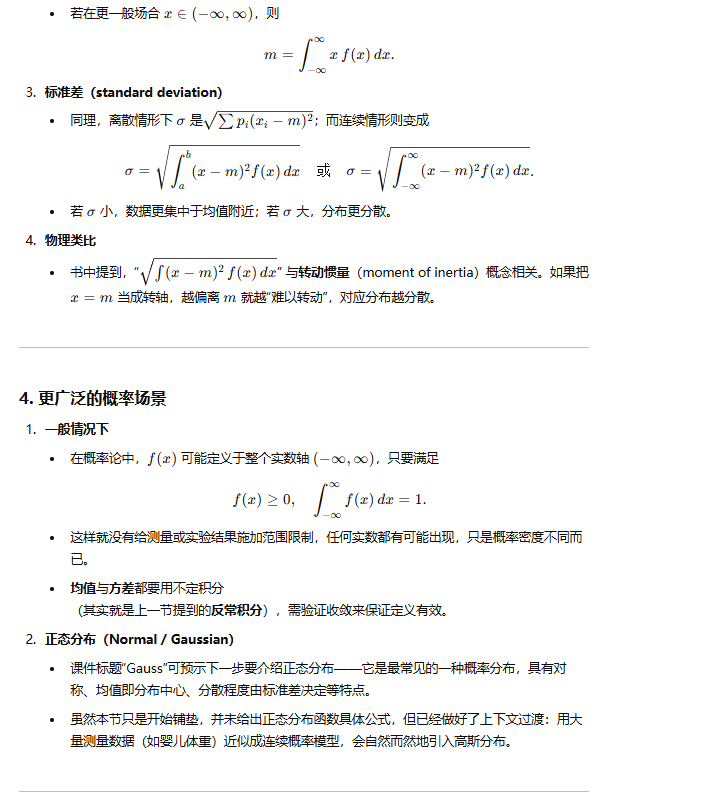 • 若在更一般场合 x ∈ (−∞, ∞)，则
m = ∫_{−∞}^{∞} x f(x) dx.
3. 标准差（standard deviation）
• 同理，离散情形下 σ 是√(∑ p_i(x_i − m)^2)；而连续情形则变成
σ = √(∫_a^b (x − m)^2 f(x) dx) 或 σ = √(∫_{−∞}^{∞} (x − m)^2 f(x) dx).
• 若 σ 小，数据更集中于均值附近；若 σ 大，分布更分散。
4. 物理类比
• 书中提到，“√(∫(x − m)^2 f(x) dx)” 与转动惯量（moment of inertia）概念相关。如果把
x = m 当成转轴，越偏离 m 就越“难以转动”，对应分布越分散。
4. 更广泛的概率场景
1. 一般情况下
• 在概率论中，f(x) 可能定义于整个实数轴 (−∞, ∞)，只要满足
f(x) ≥ 0, ∫_{−∞}^{∞} f(x) dx = 1.
• 这样就没有给测量或实验结果施加范围限制，任何实数都有可能出现，只是概率密度不同而
已。
• 均值与方差都要用不定积分
（其实就是上一节提到的反常积分），需验证收敛来保证定义有效。
2. 正态分布（Normal / Gaussian）
• 课件标题“Gauss”可预示下一步要介绍正态分布——它是最常见的一种概率分布，具有对
称、均值即分布中心、分散程度由标准差决定等特点。
• 虽然本节只是开始铺垫，并未给出正态分布函数具体公式，但已经做好了上下文过渡：用大
量测量数据（如婴儿体重）近似成连续概率模型，会自然而然地引入高斯分布。